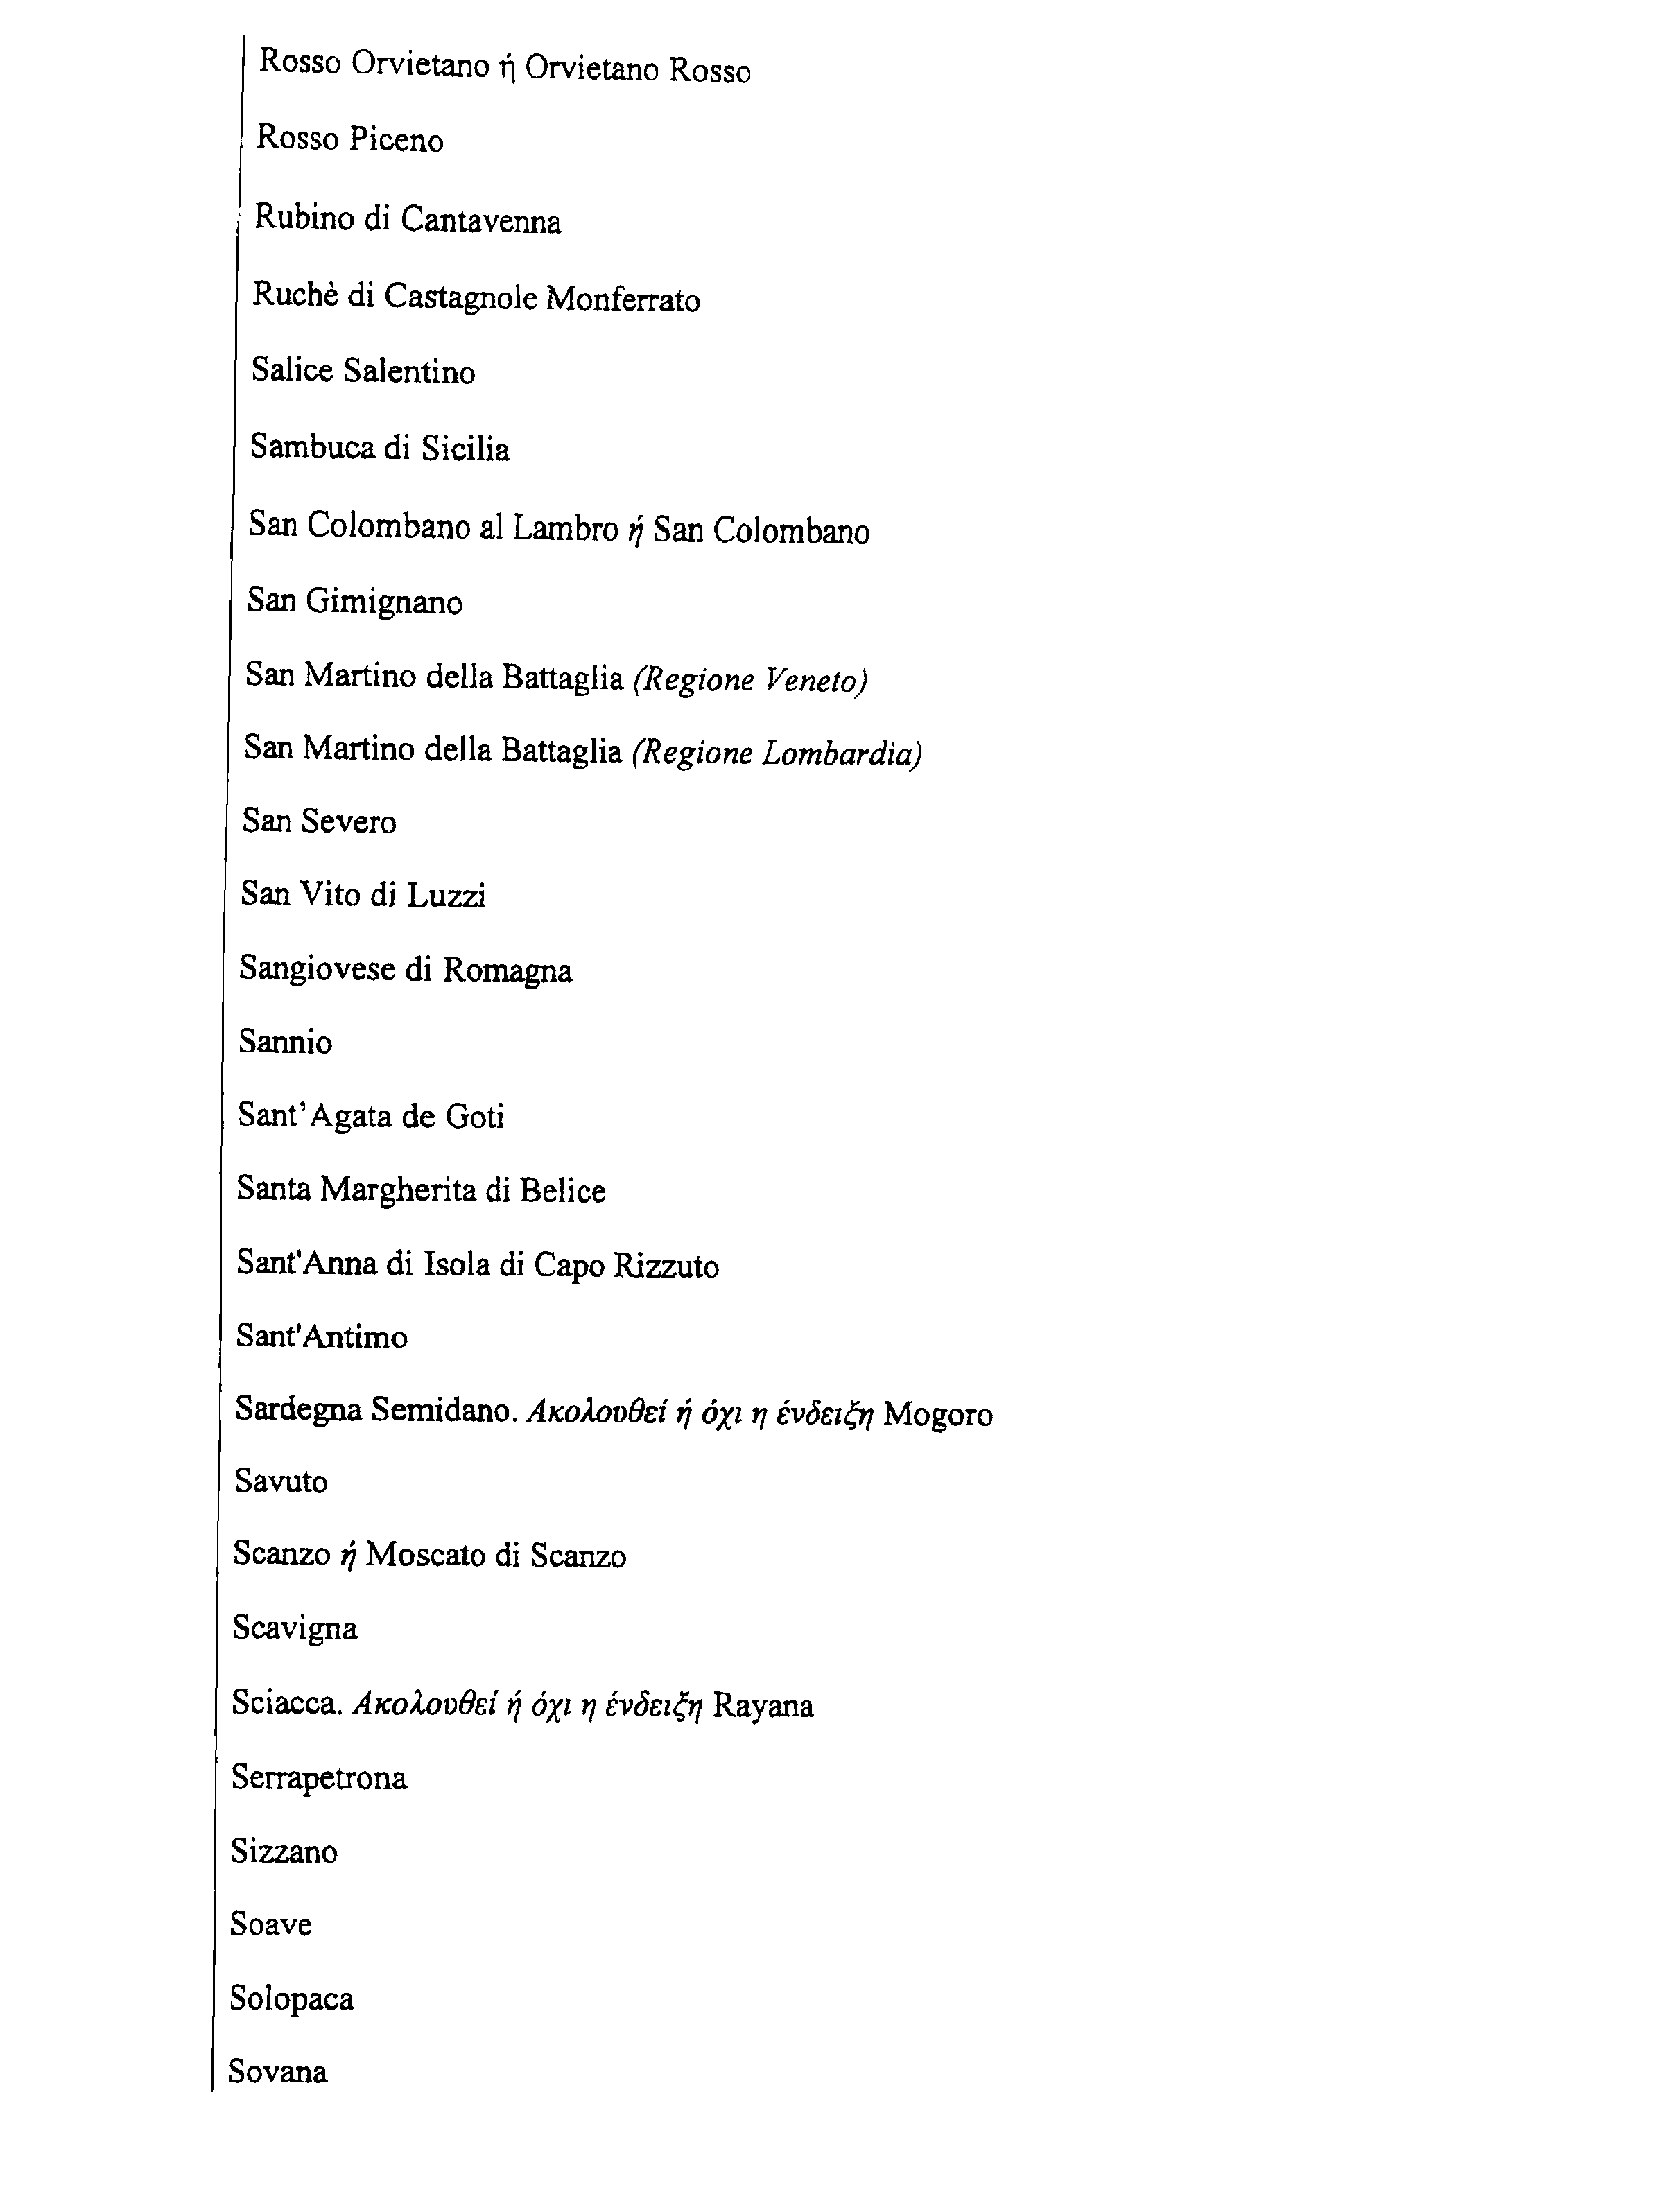 Rosso Orvietano ή Orvietano Rosso
Rosso Piceno
Rubino di Cantavenna
Ruchè di Castagnole Monferrato
Salice Salentino
Sambuca di Sicilia
San Colombano al Lambro ή San Colombano
San Gimignano
San Martino della Battaglia (Regione Veneto)
San Martino della Battaglia (Regione Lombardia)
San Severo
San Vito di Luzzi
Sangiovese di Romagna
Sannio
Sant’Agata de Goti
Santa Margherita di Belice
Sant'Anna di Isola di Capo Rizzuto
Sant'Antimo
Sardegna Semidano. Ακολουθεί ή όχι η ένδειξη Mogoro
Savuto
Scanzo ή Moscato di Scanzo
Scavigna
Sciacca. Ακολουθεί ή όχι η ένδειξη Rayana
Serrapetrona
Sizzano
Soave
Solopaca
Sovana